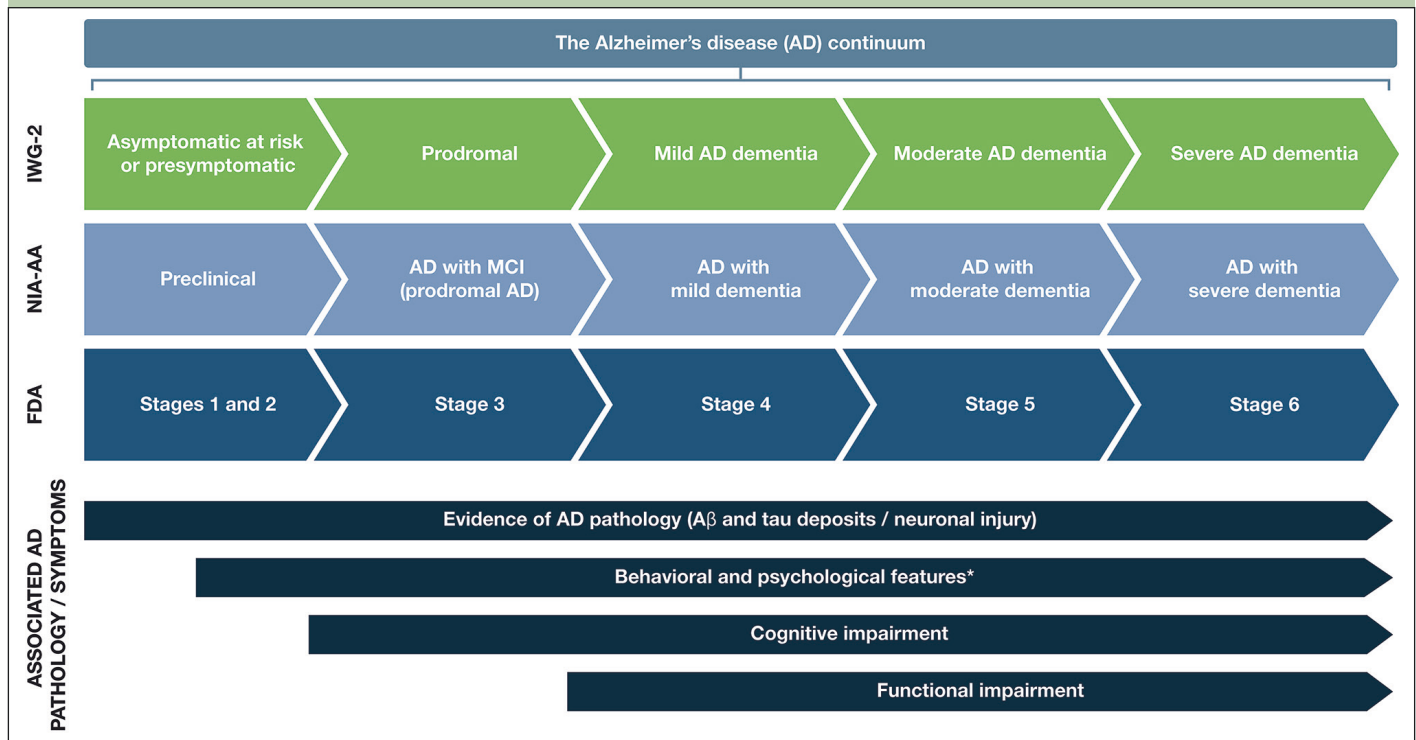 The Alzheimer's disease (AD) continuum
IWG-2
Asymptomatic at risk
or presymptomatic
Prodromal
Mild AD dementia
Moderate AD dementia
Severe AD dementia
NIA-AA
Preclinical
AD with MCI
(prodromal AD)
AD with
mild dementia
AD with
moderate dementia
AD with
severe dementia
FDA
Stages 1 and 2
Stage 3
Stage 4
Stage 5
Stage 6
ASSOCIATED AD
PATHOLOGY / SYMPTOMS
Evidence of AD pathology (Aβ and tau deposits / neuronal injury)
Behavioral and psychological features*
Cognitive impairment
Functional impairment